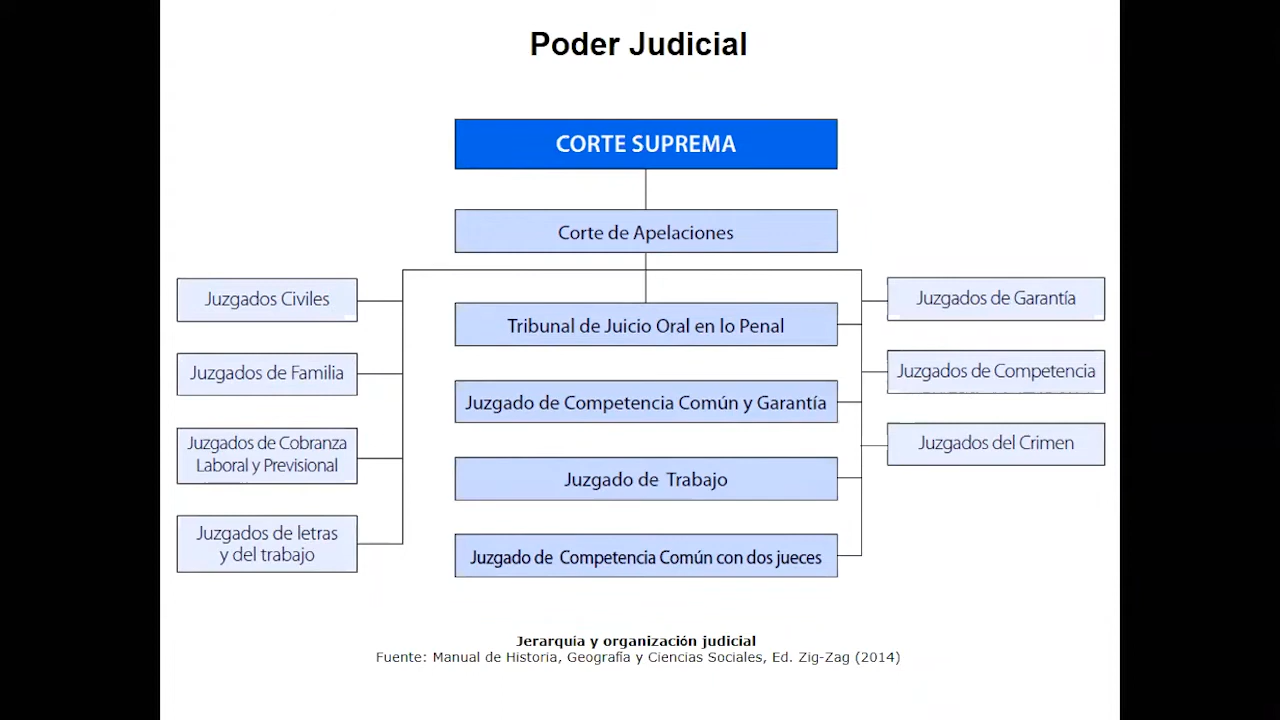 Poder Judicial
CORTE SUPREMA
Corte de Apelaciones
Juzgados Civiles
Juzgados de Familia
Juzgados de Cobranza
Laboral y Previsional
Juzgados de letras
y del trabajo
Tribunal de Juicio Oral en lo Penal
Juzgado de Competencia Común y Garantía
Juzgado de Trabajo
Juzgado de Competencia Común con dos jueces
Juzgados de Garantía
Juzgados de Competencia
Juzgados del Crimen
Jerarquía y organización judicial
Fuente: Manual de Historia, Geografía y Ciencias Sociales, Ed. Zig-Zag (2014)